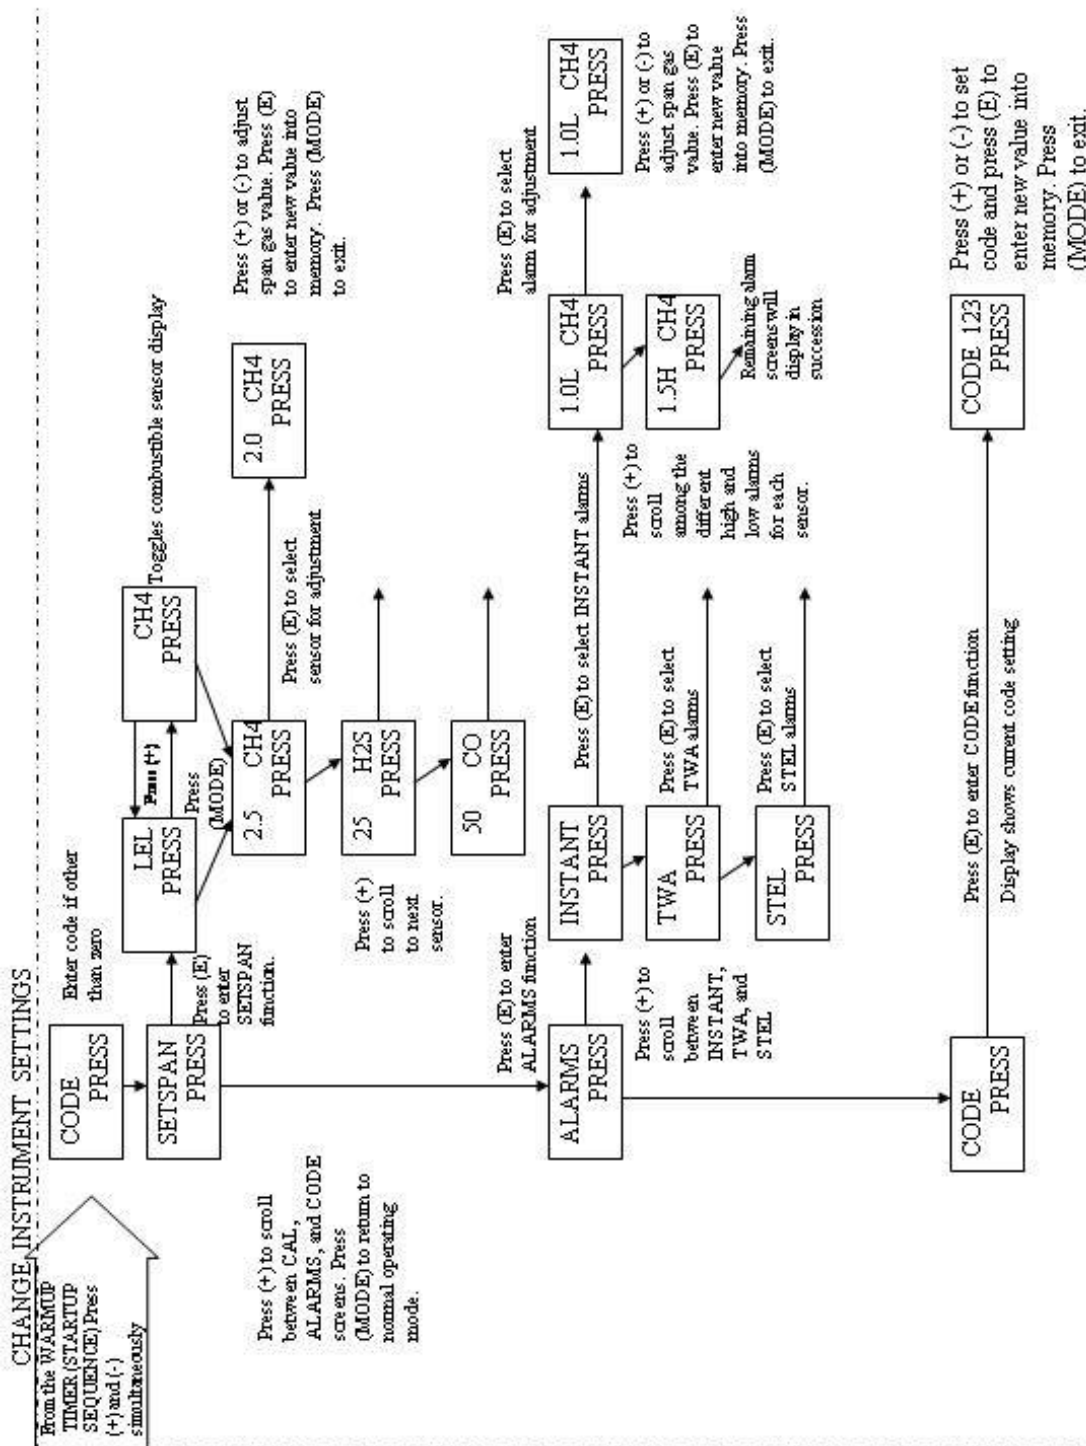 CHANGE INSTRUMENT SETTINGS
From the WARMUP
TIMER (STARTUP
SEQUENCE) Press
(+) and (-)
simultaneously
CODE
PRESS
Enter code if other
than zero
SETSPAN
PRESS
Press (E)
to enter
SETSPAN
function.
LEL
PRESS
Press (+)
Press
(MODE)
CH4
PRESS
Toggles combustible sensor display
2.5 CH4
PRESS
Press (E) to select
sensor for adjustment.
2.0 CH4
PRESS
Press (+) or (-) to adjust
span gas value. Press (E)
to enter new value into
memory. Press (MODE)
to exit.
Press (+)
to scroll
to next
sensor.
25 H2S
PRESS
50 CO
PRESS
Press (+) to scroll
between CAL,
ALARMS, and CODE
screens. Press
(MODE) to return to
normal operating
mode.
Press (E) to enter
ALARMS function
ALARMS
PRESS
Press (+) to
scroll
between
INSTANT,
TWA, and
STEL
INSTANT
PRESS
Press (E) to select INSTANT alarms
TWA
PRESS
Press (E) to select
TWA alarms
STEL
PRESS
Press (E) to select
STEL alarms
Press (+) to
scroll
among the
different
high and
low alarms
for each
sensor.
1.0L CH4
PRESS
1.5H CH4
PRESS
Remaining alarm
screens will
display in
succession
Press (E) to select
alarm for adjustment
1.0L CH4
PRESS
Press (+) or (-) to
adjust span gas
value. Press (E) to
enter new value
into memory. Press
(MODE) to exit.
CODE
PRESS
Press (E) to enter CODE function
Display shows current code setting
CODE 123
PRESS
Press (+) or (-) to set
code and press (E) to
enter new value into
memory. Press
(MODE) to exit.